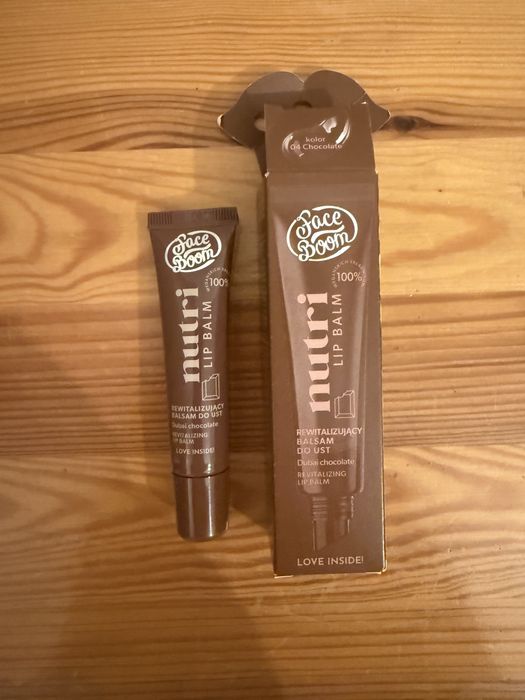 Face
Boom
100%
nutri
LIP BALM
REWITALIZUJĄCY
BALSAM DO UST
Dubai chocolate
REVITALIZING
LIP BALM
LOVE INSIDE!
kolor
04 Chocolate
Face
Boom
100%
nutri
LIP BALM
REWITALIZUJĄCY
BALSAM
DO UST
Dubai chocolate
REVITALIZING
LIP BALM
LOVE INSIDE!